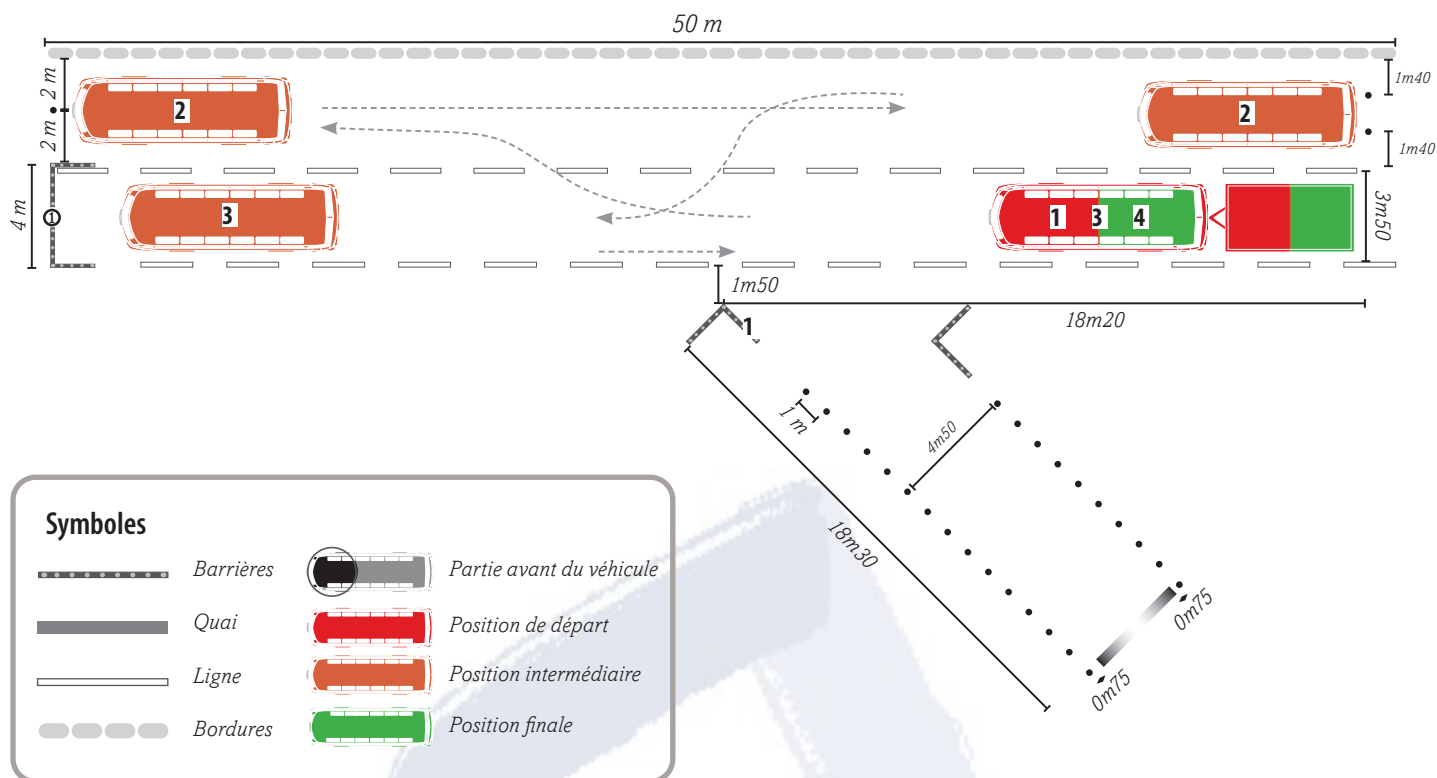 50 m
2 m
2 m
2
2
1m40
1m40
4 m
①
3
1
3
4
3m50
1m50
18m20
1
1 m
4m50
18m30
0m75
0m75
Symboles
Barrières
Partie avant du véhicule
Quai
Position de départ
Ligne
Position intermédiaire
Bordures
Position finale